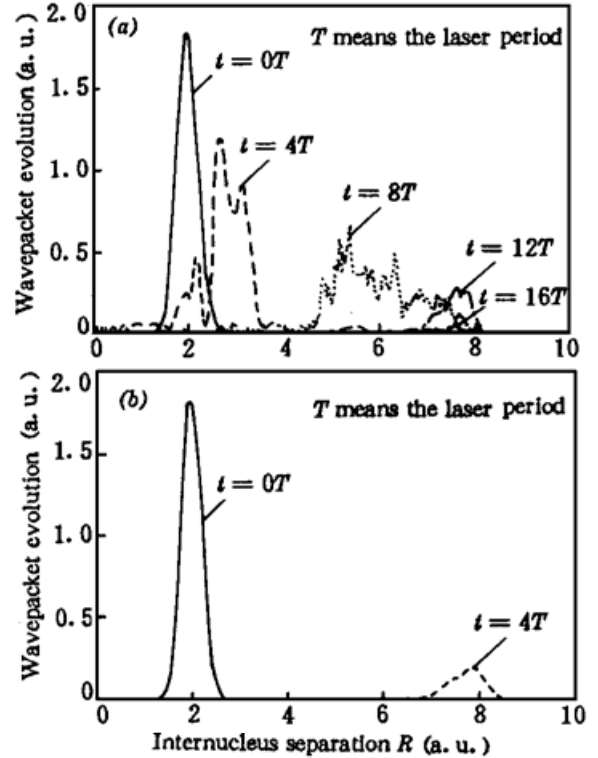 Wavepacket evolution (a. u.)
2.0
1.5
1.0
0.5
0
(a)
T means the laser period
t = 0T
t = 4T
t = 8T
t = 12T
t = 16T
0 2 4 6 8 10
Wavepacket evolution (a. u.)
2.0
1.5
1.0
0.5
0
(b)
T means the laser period
t = 0T
t = 4T
0 2 4 6 8 10
Internucleus separation R (a. u.)